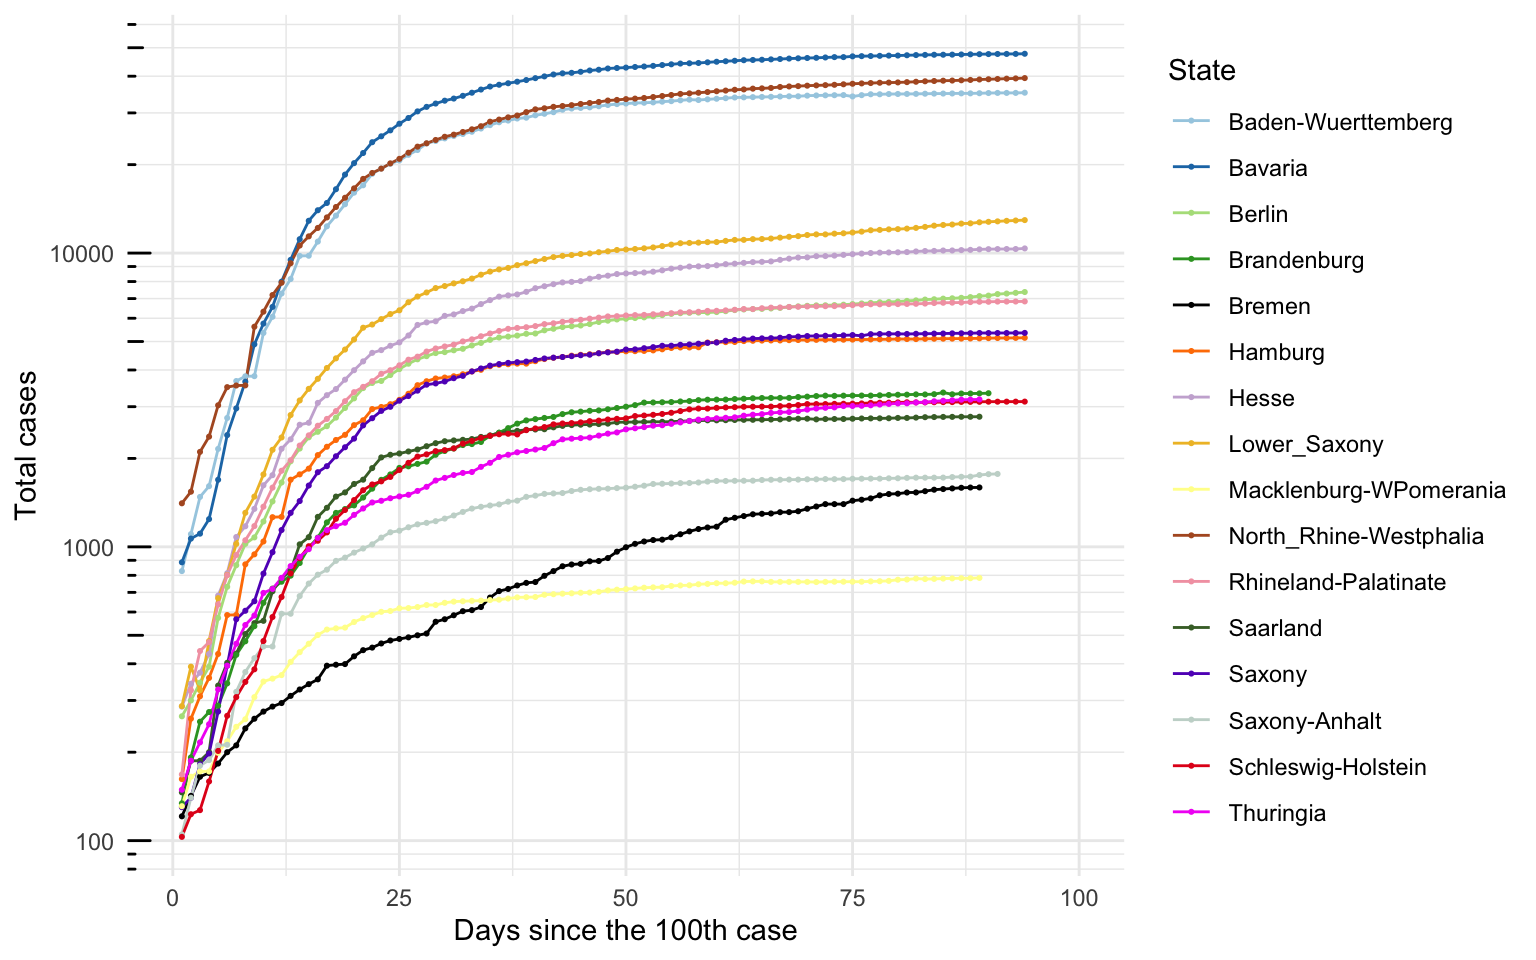 State
Baden-Wuerttemberg
Bavaria
Berlin
Brandenburg
Bremen
Hamburg
Hesse
Lower_Saxony
Macklenburg-WPomerania
North_Rhine-Westphalia
Rhineland-Palatinate
Saarland
Saxony
Saxony-Anhalt
Schleswig-Holstein
Thuringia
Total cases
10000
1000
100
0 25 50 75 100
Days since the 100th case